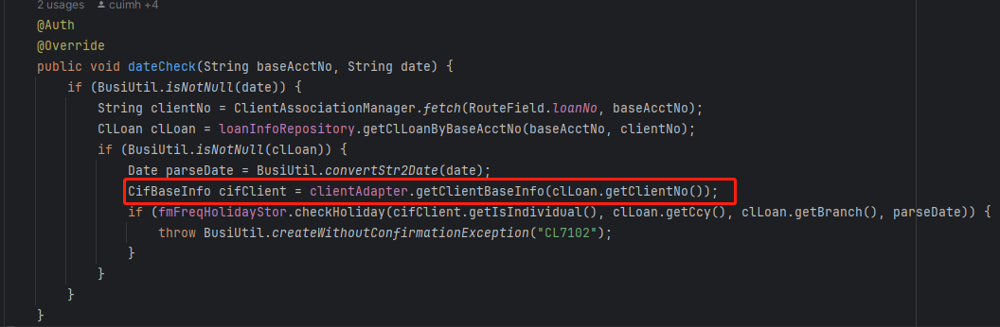 2 usages cuimh +4
@Auth
@Override
public void dateCheck(String baseAcctNo, String date) {
if (BusiUtil.isNotNull(date)) {
String clientNo = ClientAssociationManager.fetch(RouteField.loanNo, baseAcctNo);
ClLoan clLoan = loanInfoRepository.getClLoanByBaseAcctNo(baseAcctNo, clientNo);
if (BusiUtil.isNotNull(clLoan)) {
Date parseDate = BusiUtil.convertStr2Date(date);
CifBaseInfo cifClient = clientAdapter.getClientBaseInfo(clLoan.getClientNo());
if (fmFreqHolidayStor.checkHoliday(cifClient.getIsIndividual(), clLoan.getCcy(), clLoan.getBranch(), parseDate)) {
throw BusiUtil.createWithoutConfirmationException("CL7102");
}
}
}
}